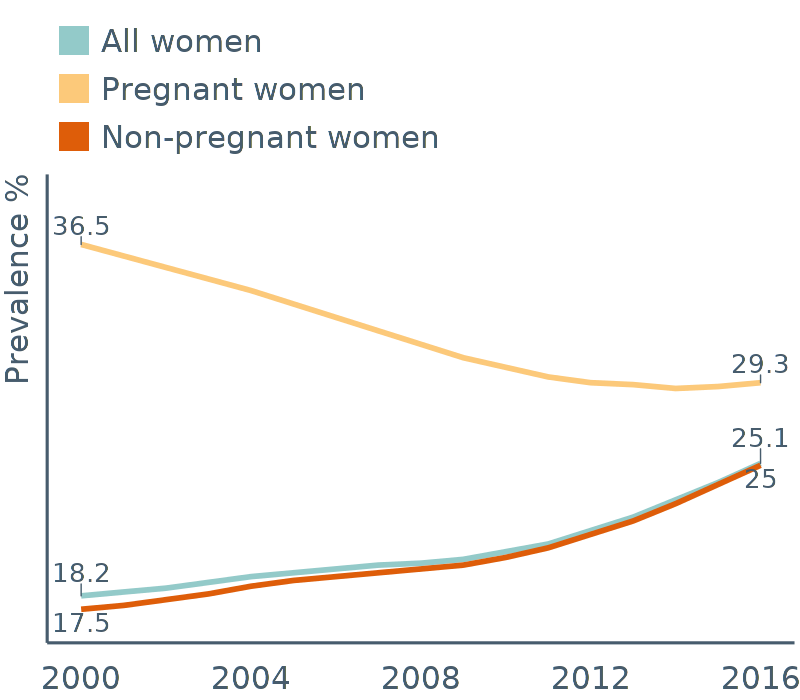 All women
Pregnant women
Non-pregnant women
Prevalence %
36.5
29.3
25.1
25
18.2
17.5
2000 2004 2008 2012 2016